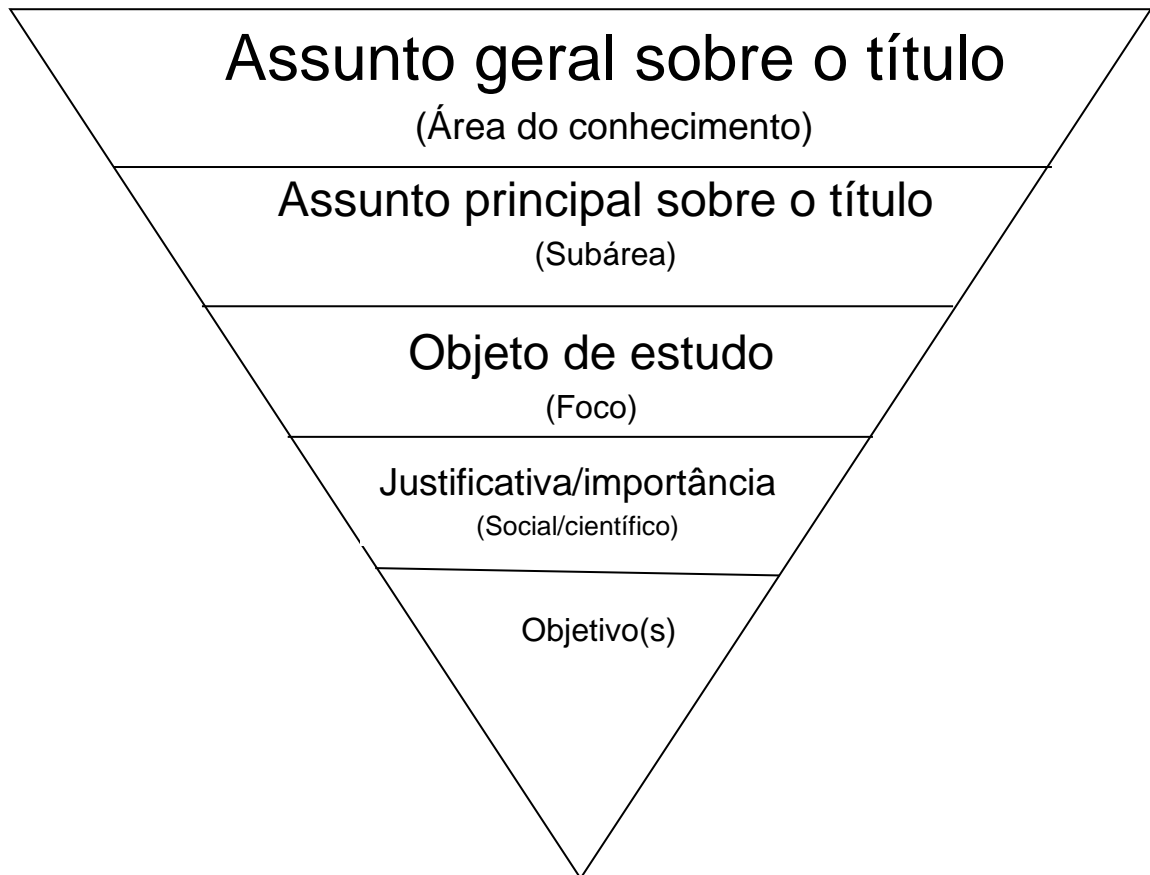 Assunto geral sobre o título
(Área do conhecimento)
Assunto principal sobre o título
(Subárea)
Objeto de estudo
(Foco)
Justificativa/importância
(Social/científico)
Objetivo(s)